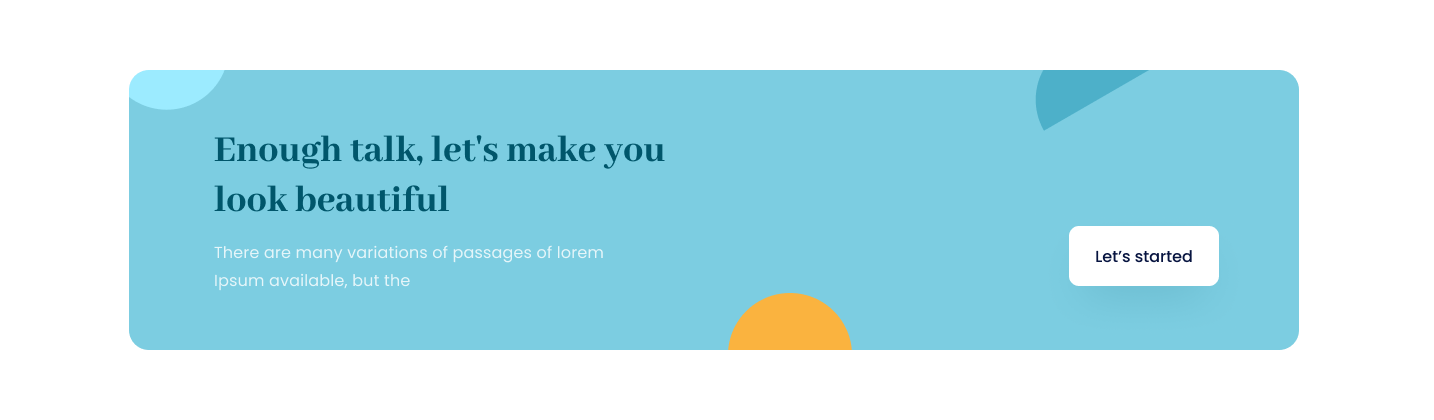 Enough talk, let's make you
look beautiful
There are many variations of passages of lorem
Ipsum available, but the
Let’s started